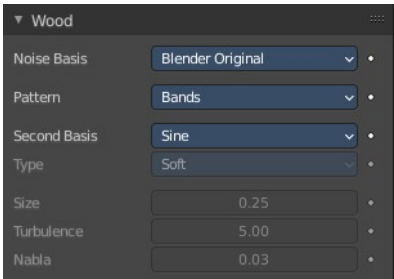 Wood
Noise Basis Blender Original
Pattern Bands
Second Basis Sine
Type Soft
Size 0.25
Turbulence 5.00
Nabla 0.03